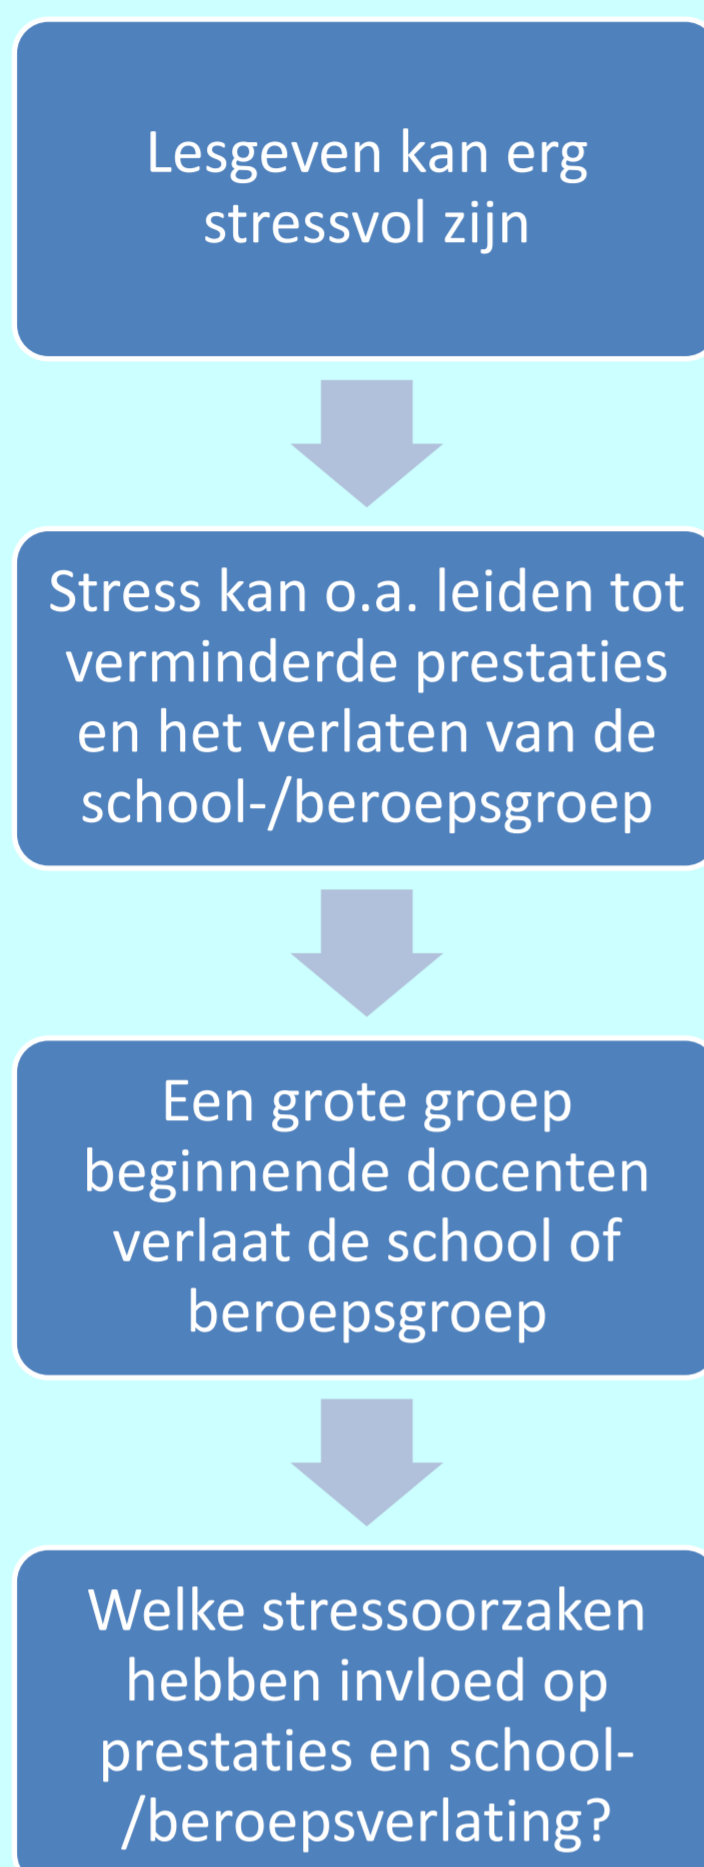 Lesgeven kan erg
stressvol zijn
Stress kan o.a. leiden tot
verminderde prestaties
en het verlaten van de
school-/beroepsgroep
Een grote groep
beginnende docenten
verlaat de school of
beroepsgroep
Welke stressoorzaken
hebben invloed op
prestaties en school-
/beroepsverlating?